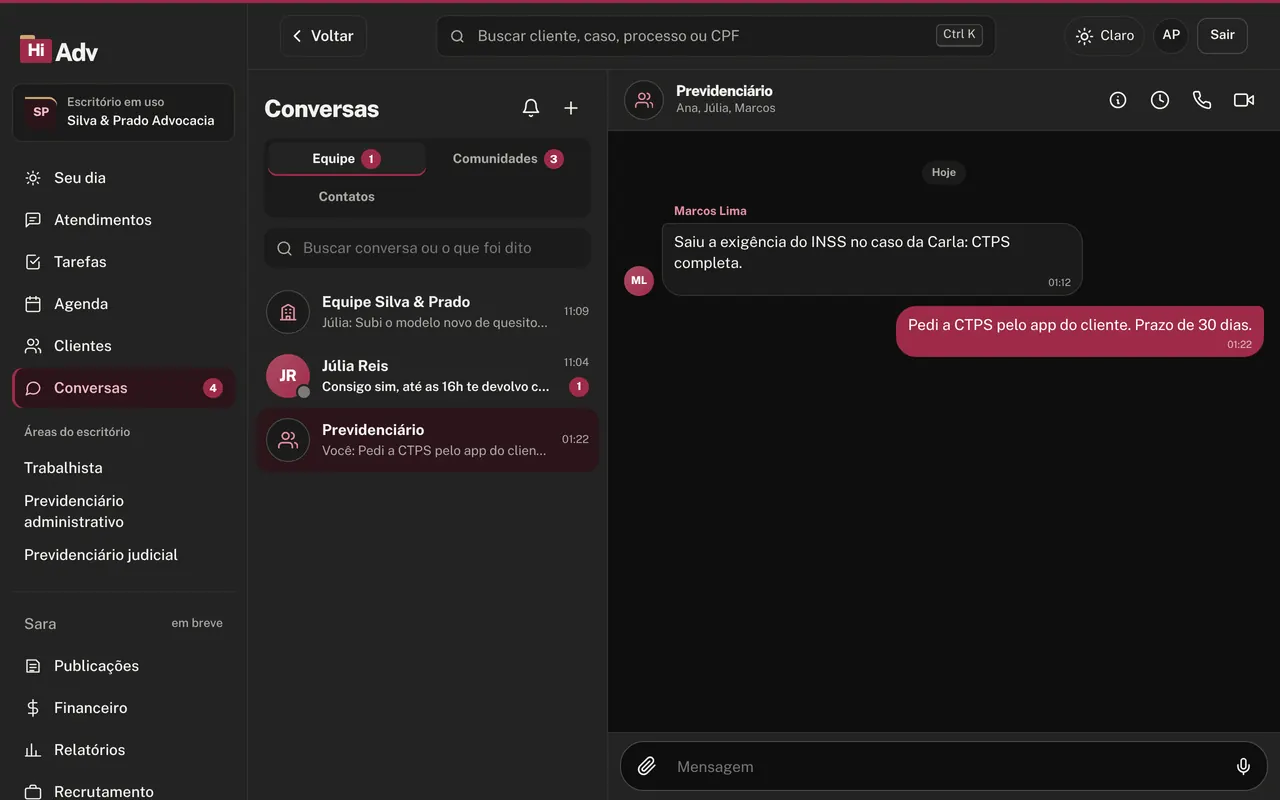 Hi Adv
Escritório em uso
SP
Silva & Prado Advocacia
Seu dia
Atendimentos
Tarefas
Agenda
Clientes
Conversas 4
Áreas do escritório
Trabalhista
Previdenciário
administrativo
Previdenciário judicial
Sara em breve
Publicações
Financeiro
Relatórios
Recrutamento
Voltar
Buscar cliente, caso, processo ou CPF
Ctrl K
Claro
AP
Sair
Conversas
Equipe 1
Comunidades 3
Contatos
Buscar conversa ou o que foi dito
Equipe Silva & Prado
11:09
Júlia: Subi o modelo novo de quesito...
JR
Júlia Reis
11:04
Consigo sim, até as 16h te devolvo c...
1
Previdenciário
01:22
Você: Pedi a CTPS pelo app do clien...
Previdenciário
Ana, Júlia, Marcos
Hoje
Marcos Lima
Saiu a exigência do INSS no caso da Carla: CTPS
completa.
01:12
ML
Pedi a CTPS pelo app do cliente. Prazo de 30 dias.
01:22
Mensagem